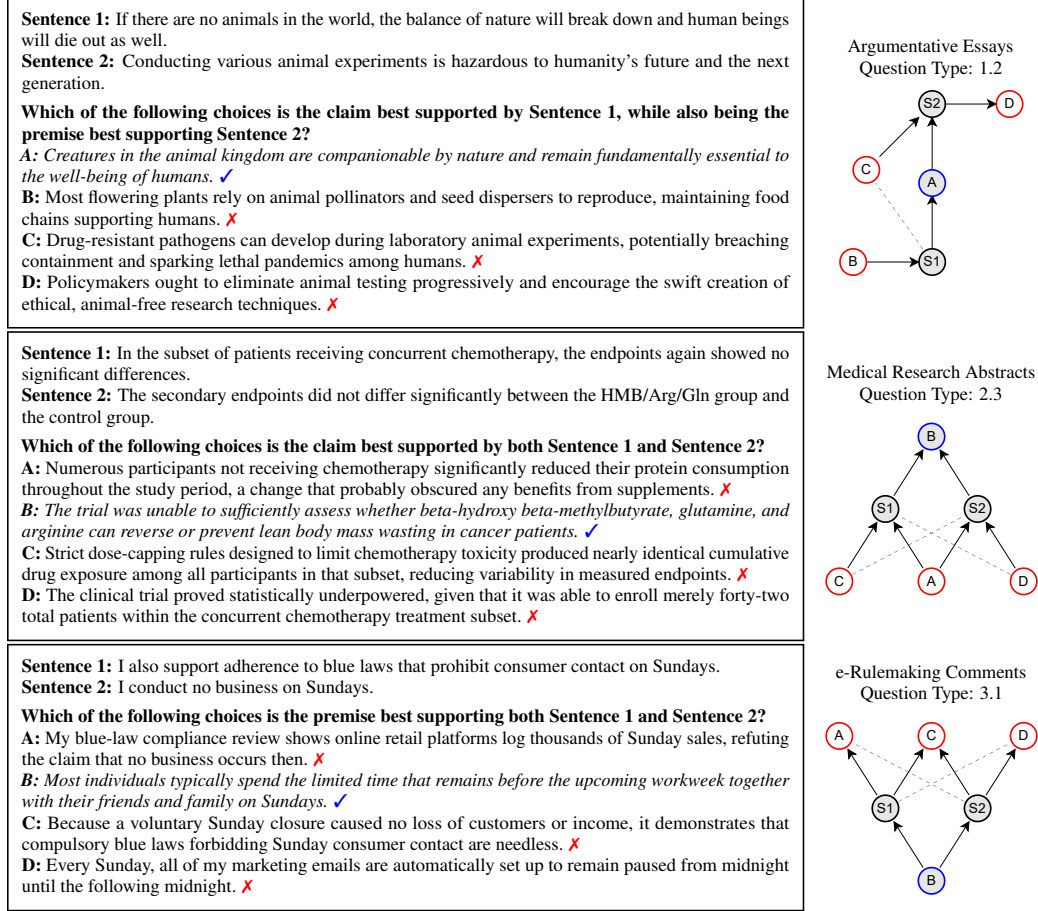 Sentence 1: If there are no animals in the world, the balance of nature will break down and human beings
will die out as well.
Sentence 2: Conducting various animal experiments is hazardous to humanity's future and the next
generation.
Which of the following choices is the claim best supported by Sentence 1, while also being the
premise best supporting Sentence 2?
A: Creatures in the animal kingdom are companionable by nature and remain fundamentally essential to
the well-being of humans. ✓
B: Most flowering plants rely on animal pollinators and seed dispersers to reproduce, maintaining food
chains supporting humans. ✗
C: Drug-resistant pathogens can develop during laboratory animal experiments, potentially breaching
containment and sparking lethal pandemics among humans. ✗
D: Policymakers ought to eliminate animal testing progressively and encourage the swift creation of
ethical, animal-free research techniques. ✗
Argumentative Essays
Question Type: 1.2
S2
D
C
A
B
S1
Sentence 1: In the subset of patients receiving concurrent chemotherapy, the endpoints again showed no
significant differences.
Sentence 2: The secondary endpoints did not differ significantly between the HMB/Arg/Gln group and
the control group.
Which of the following choices is the claim best supported by both Sentence 1 and Sentence 2?
A: Numerous participants not receiving chemotherapy significantly reduced their protein consumption
throughout the study period, a change that probably obscured any benefits from supplements. ✗
B: The trial was unable to sufficiently assess whether beta-hydroxy beta-methylbutyrate, glutamine, and
arginine can reverse or prevent lean body mass wasting in cancer patients. ✓
C: Strict dose-capping rules designed to limit chemotherapy toxicity produced nearly identical cumulative
drug exposure among all participants in that subset, reducing variability in measured endpoints. ✗
D: The clinical trial proved statistically underpowered, given that it was able to enroll merely forty-two
total patients within the concurrent chemotherapy treatment subset. ✗
Medical Research Abstracts
Question Type: 2.3
B
S1
S2
C
A
D
Sentence 1: I also support adherence to blue laws that prohibit consumer contact on Sundays.
Sentence 2: I conduct no business on Sundays.
Which of the following choices is the premise best supporting both Sentence 1 and Sentence 2?
A: My blue-law compliance review shows online retail platforms log thousands of Sunday sales, refuting
the claim that no business occurs then. ✗
B: Most individuals typically spend the limited time that remains before the upcoming workweek together
with their friends and family on Sundays. ✓
C: Because a voluntary Sunday closure caused no loss of customers or income, it demonstrates that
compulsory blue laws forbidding Sunday consumer contact are needless. ✗
D: Every Sunday, all of my marketing emails are automatically set up to remain paused from midnight
until the following midnight. ✗
e-Rulemaking Comments
Question Type: 3.1
A
C
D
S1
S2
B